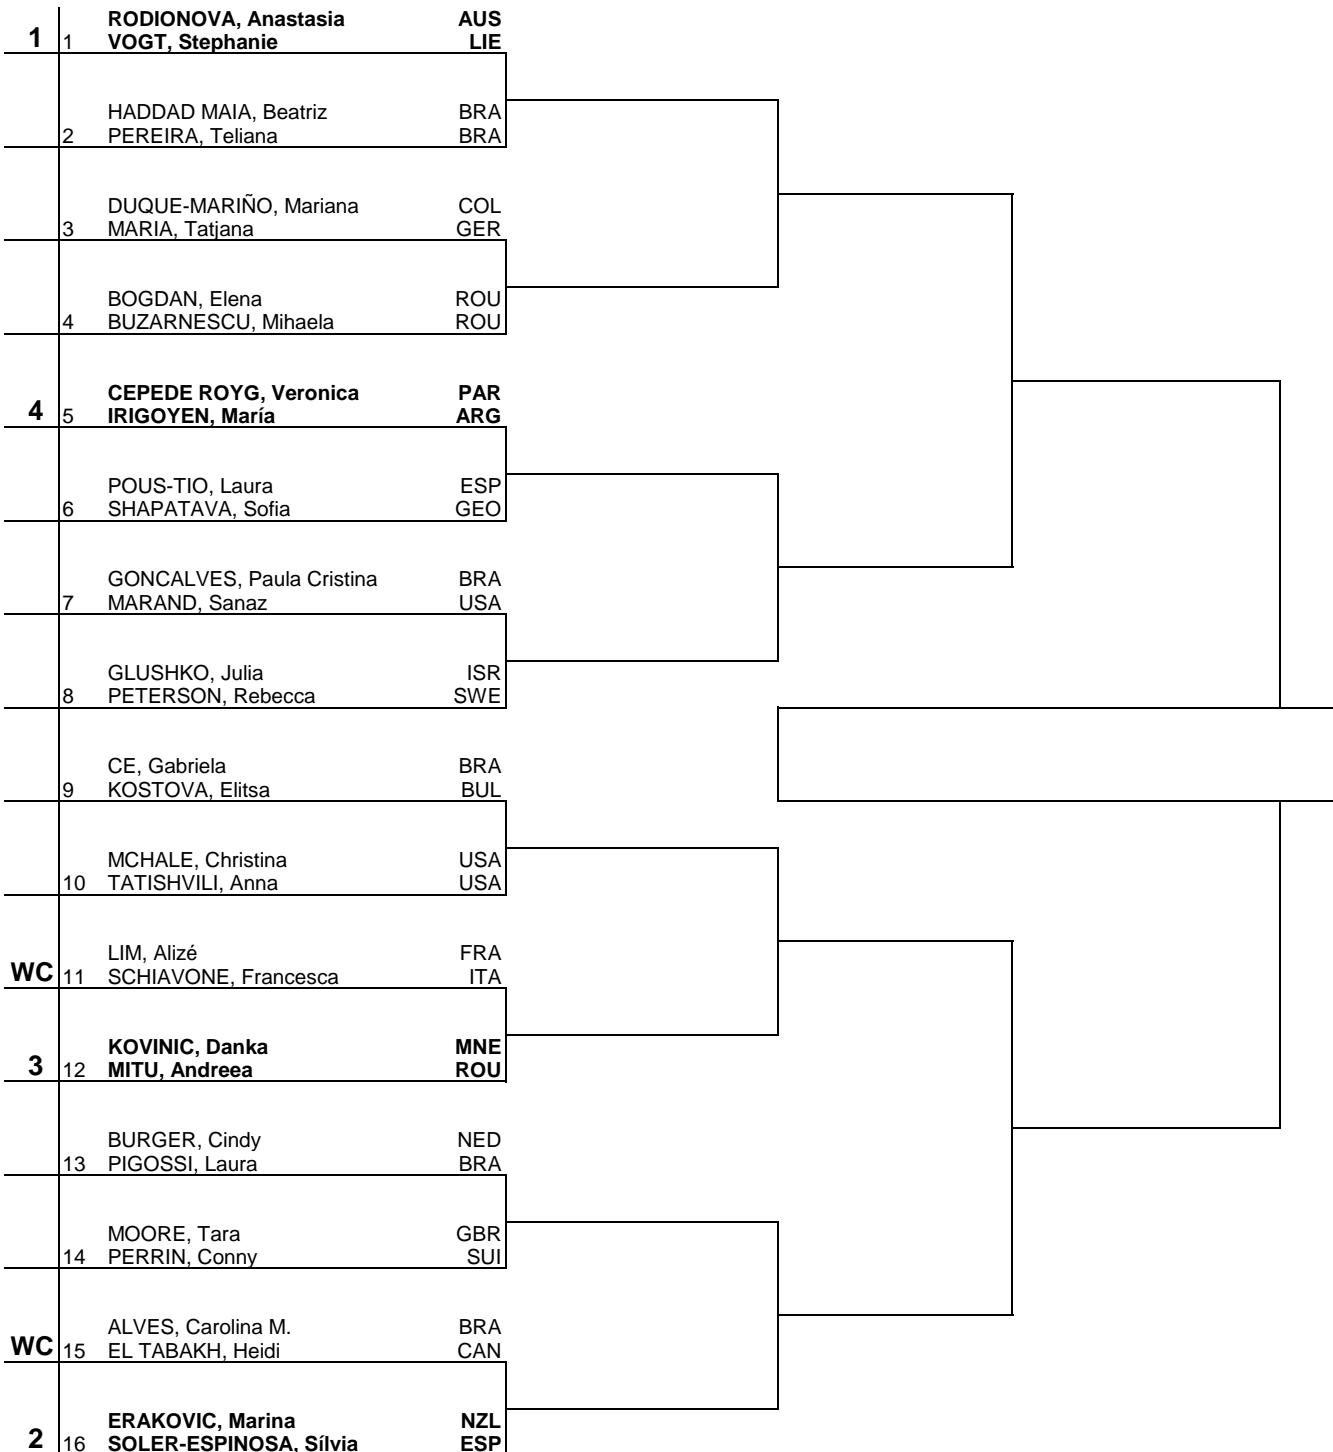 RODIONOVA, Anastasia AUS
1 1 VOGT, Stephanie LIE
HADDAD MAIA, Beatriz BRA
2 PEREIRA, Teliana BRA
DUQUE-MARIÑO, Mariana COL
3 MARIA, Tatjana GER
BOGDAN, Elena ROU
4 BUZARNESCU, Mihaela ROU
CEPEDE ROYG, Veronica PAR
4 5 IRIGOYEN, María ARG
POUS-TIO, Laura ESP
6 SHAPATAVA, Sofia GEO
GONCALVES, Paula Cristina BRA
7 MARAND, Sanaz USA
GLUSHKO, Julia ISR
8 PETERSON, Rebecca SWE
CE, Gabriela BRA
9 KOSTOVA, Elitsa BUL
MCHALE, Christina USA
10 TATISHVILI, Anna USA
LIM, Alizé FRA
WC 11 SCHIAVONE, Francesca ITA
KOVINIC, Danka MNE
3 12 MITU, Andreea ROU
BURGER, Cindy NED
13 PIGOSSI, Laura BRA
MOORE, Tara GBR
14 PERRIN, Conny SUI
ALVES, Carolina M. BRA
WC 15 EL TABAKH, Heidi CAN
ERAKOVIC, Marina NZL
2 16 SOLER-ESPINOSA, Sílvia ESP